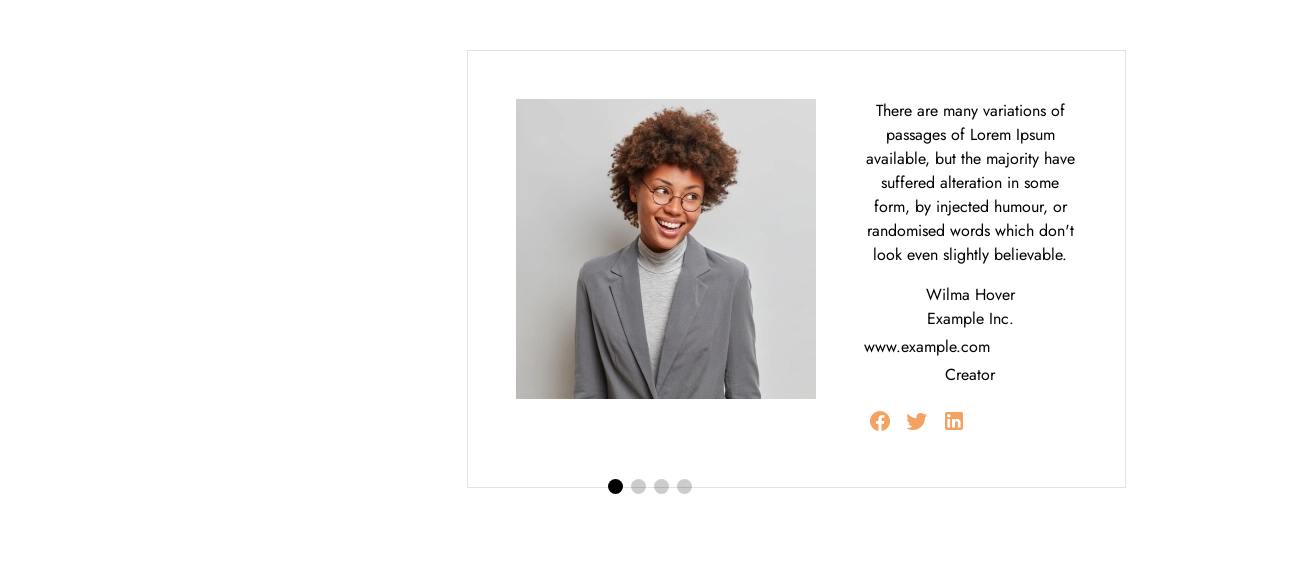 There are many variations of
passages of Lorem Ipsum
available, but the majority have
suffered alteration in some
form, by injected humour, or
randomised words which don't
look even slightly believable.
Wilma Hover
Example Inc.
www.example.com
Creator